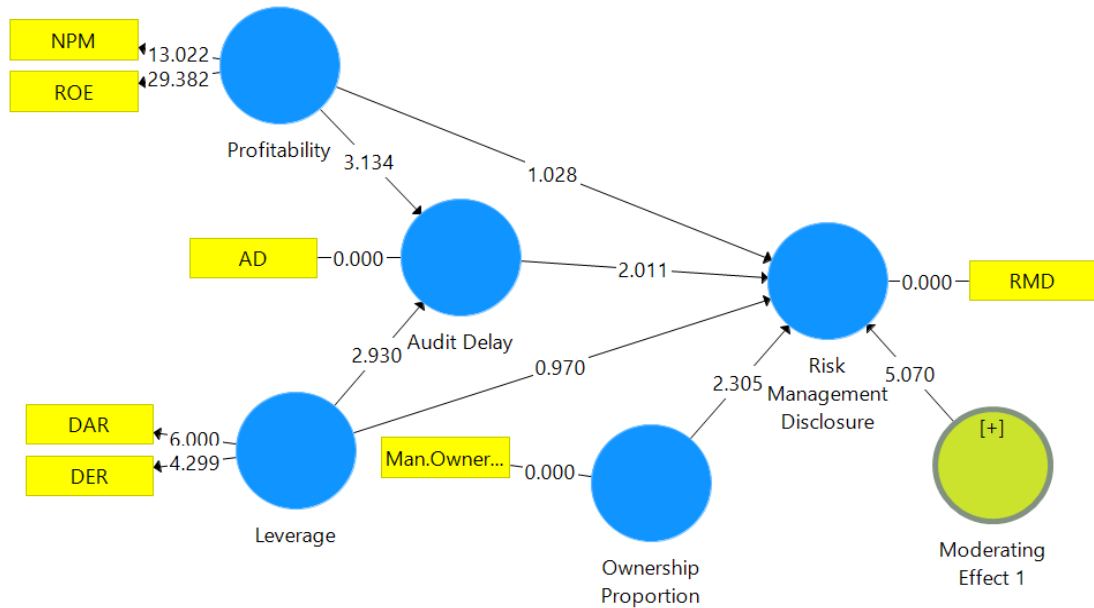 NPM
13.022
29.382
ROE
Profitability
3.134
1.028
AD
0.000
2.011
0.000
RMD
Audit Delay
2.930
0.970
Risk
Management
Disclosure
2.305
5.070
DAR
6.000
4.299
DER
Leverage
Man.Owner...
0.000
Ownership
Proportion
[+]
Moderating
Effect 1